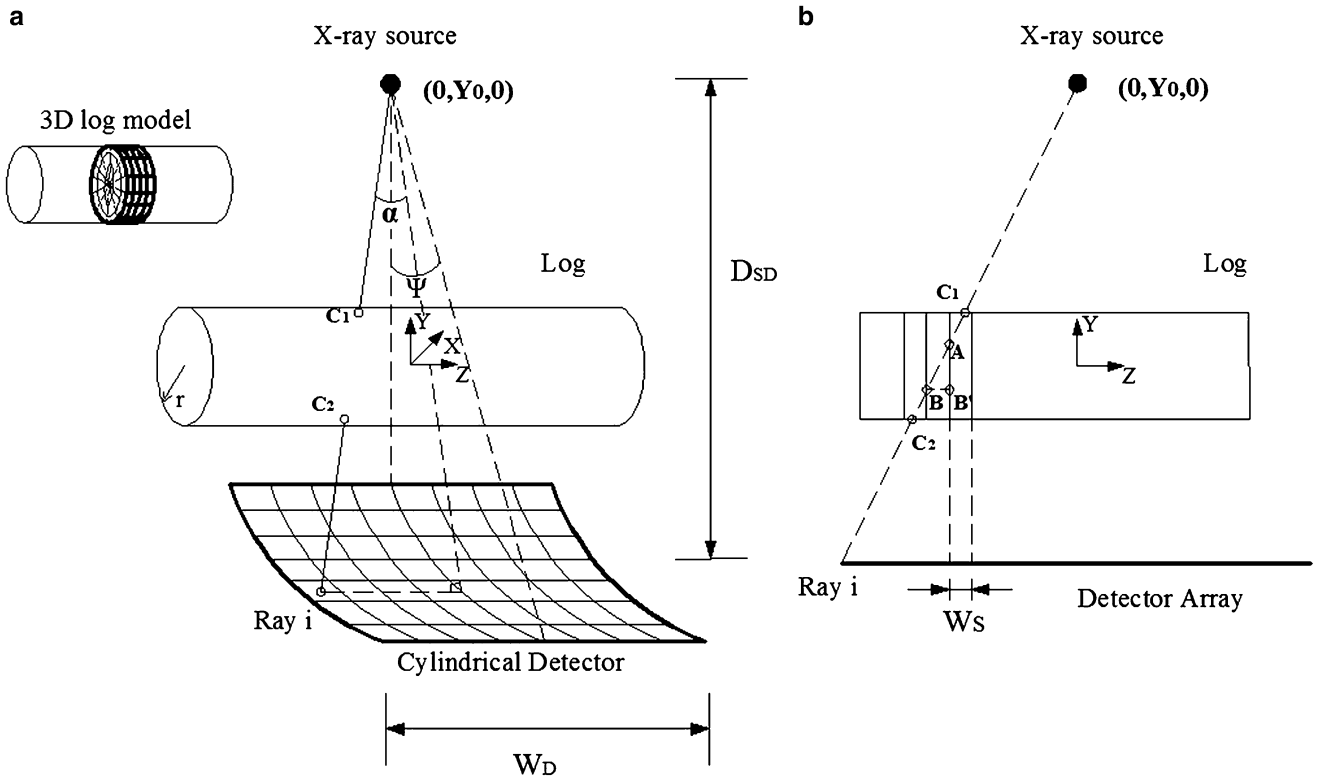 a
X-ray source
(0,Y0,0)
3D log model
α
Ψ
Log
DSD
C1
Y
X
Z
r
C2
Ray i
Cylindrical Detector
WD
b
X-ray source
(0,Y0,0)
Log
C1
Y
A
Z
B
B'
C2
Ray i
WS
Detector Array